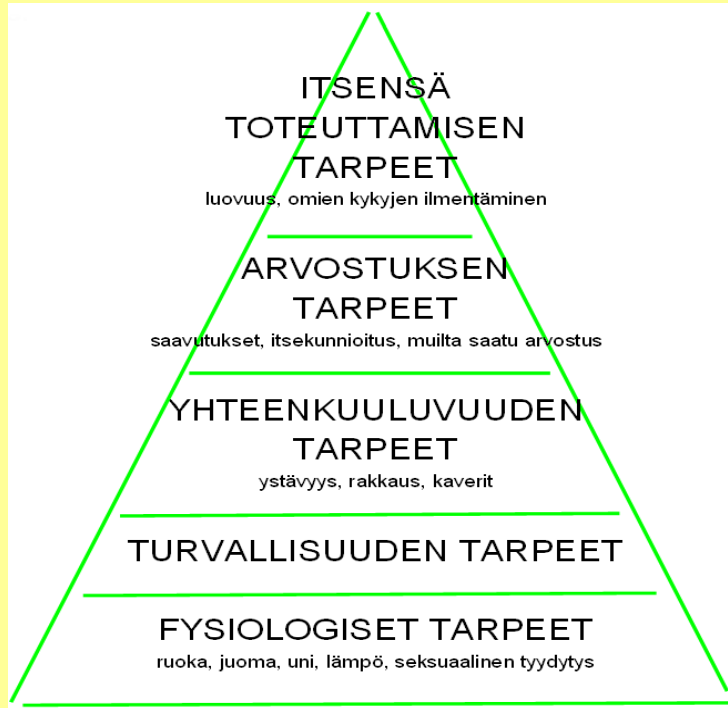 ITSENSÄ
TOTEUTTAMISEN
TARPEET
luovuus, omien kykyjen ilmentäminen
ARVOSTUKSEN
TARPEET
saavutukset, itsekunnioitus, muilta saatu arvostus
YHTEENKUULUVUUDEN
TARPEET
ystävyys, rakkaus, kaverit
TURVALLISUUDEN TARPEET
FYSIOLOGISET TARPEET
ruoka, juoma, uni, lämpö, seksuaalinen tyydytys